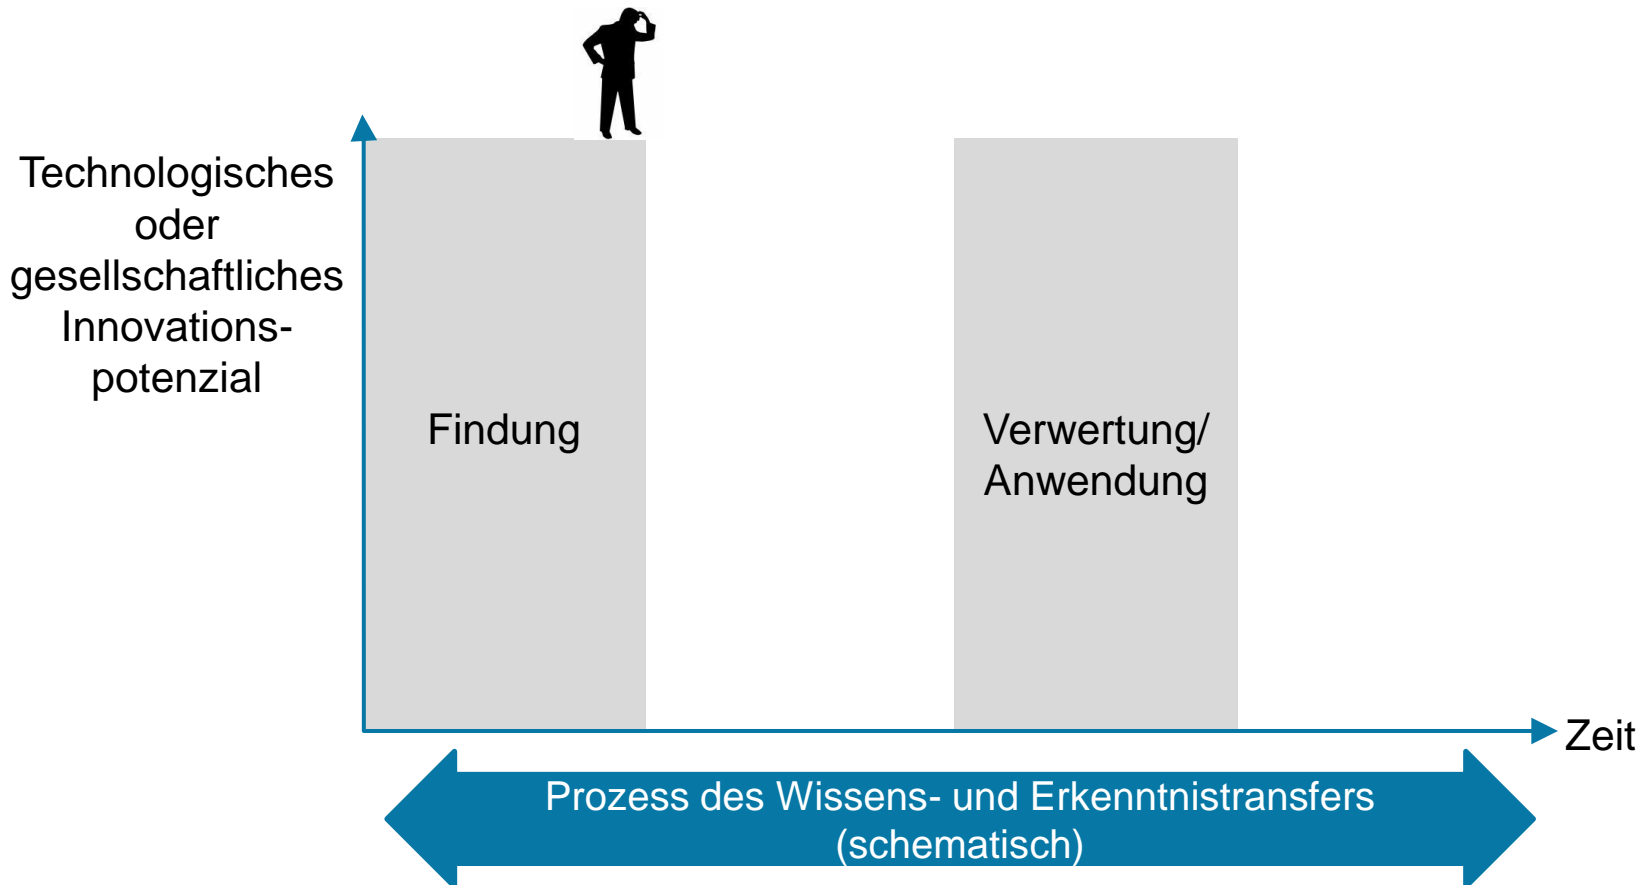 Technologisches
oder
gesellschaftliches
Innovations-
potenzial
Findung
Verwertung/
Anwendung
Zeit
Prozess des Wissens- und Erkenntnistransfers
(schematisch)